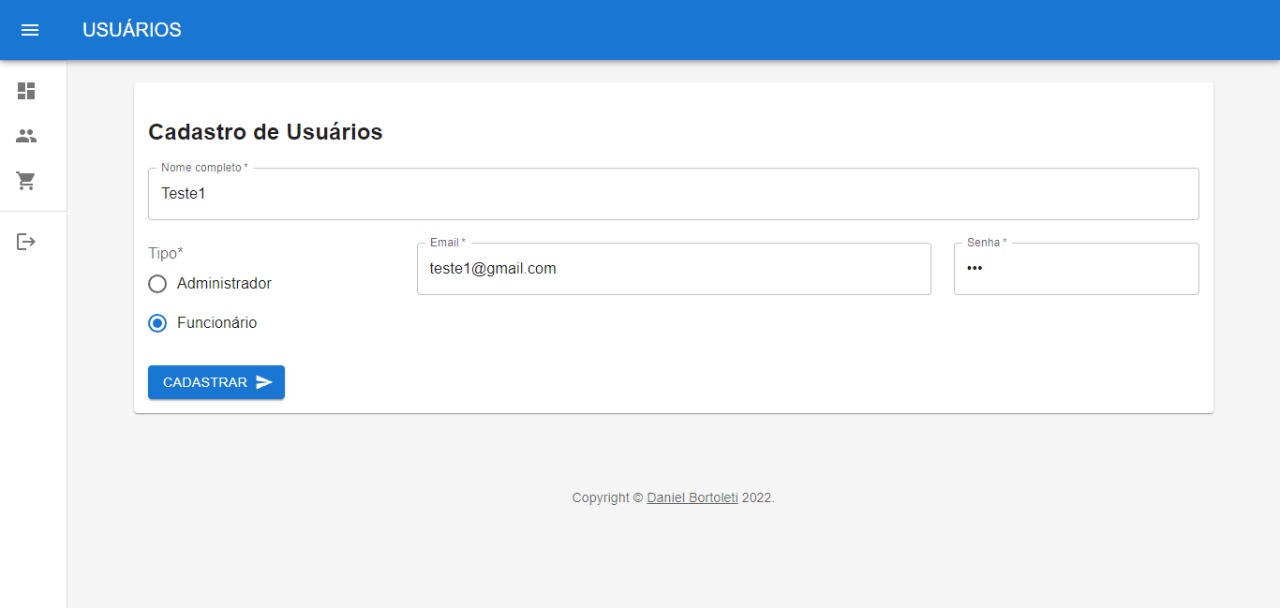 USUÁRIOS
Cadastro de Usuários
Nome completo *
Teste1
Tipo*
Administrador
Funcionário
Email *
teste1@gmail.com
Senha *
•••
CADASTRAR
Copyright © Daniel Bortoleti 2022.